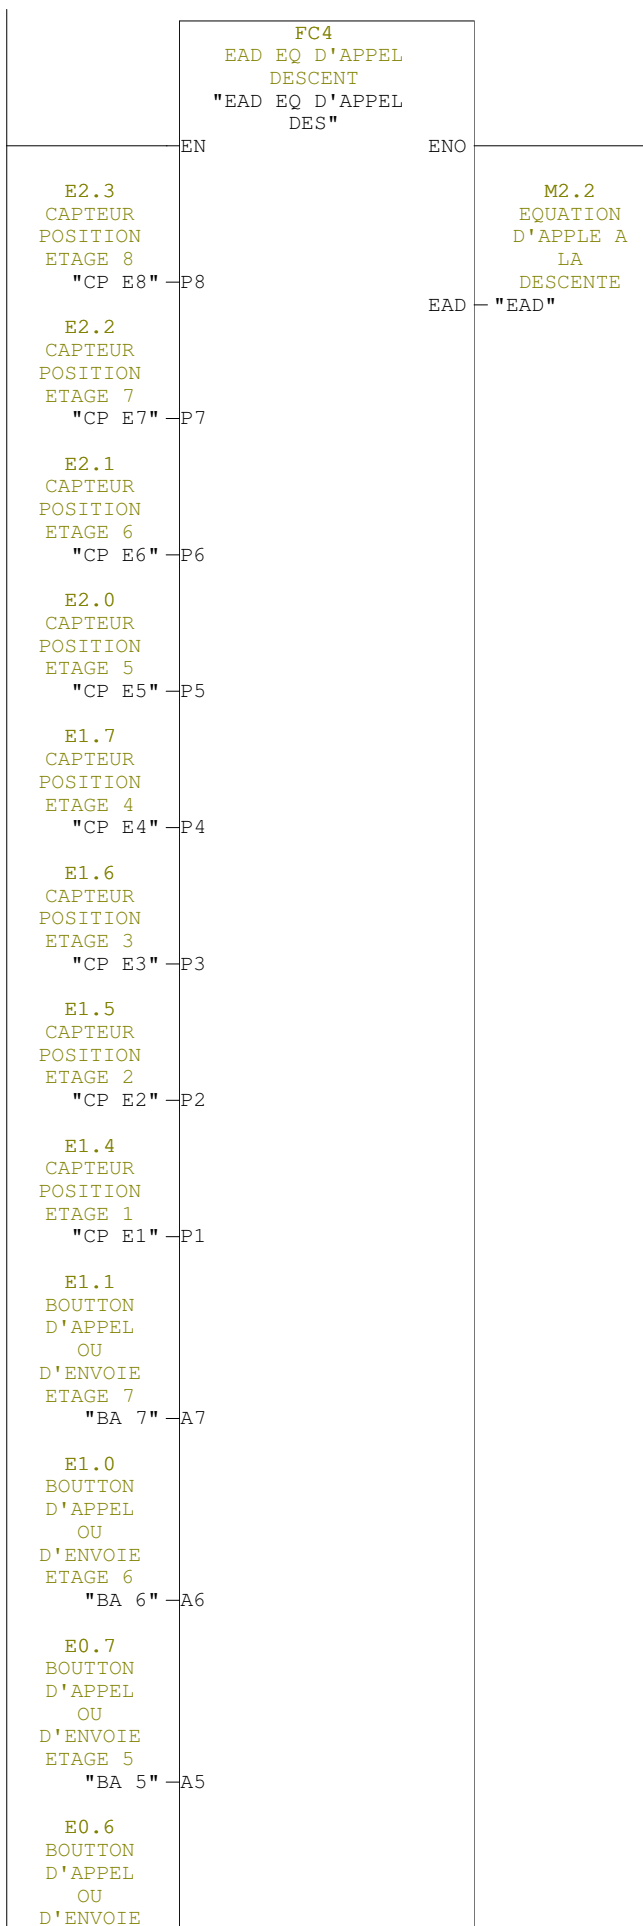 FC4
EAD EQ D'APPEL
DESCENT
"EAD EQ D'APPEL
DES"
EN ENO
E2.3
CAPTEUR
POSITION
ETAGE 8
"CP E8" P8
M2.2
EQUATION
D'APPLE A
LA
DESCENTE
EAD "EAD"
E2.2
CAPTEUR
POSITION
ETAGE 7
"CP E7" P7
E2.1
CAPTEUR
POSITION
ETAGE 6
"CP E6" P6
E2.0
CAPTEUR
POSITION
ETAGE 5
"CP E5" P5
E1.7
CAPTEUR
POSITION
ETAGE 4
"CP E4" P4
E1.6
CAPTEUR
POSITION
ETAGE 3
"CP E3" P3
E1.5
CAPTEUR
POSITION
ETAGE 2
"CP E2" P2
E1.4
CAPTEUR
POSITION
ETAGE 1
"CP E1" P1
E1.1
BOUTTON
D'APPEL
OU
D'ENVOIE
ETAGE 7
"BA 7" A7
E1.0
BOUTTON
D'APPEL
OU
D'ENVOIE
ETAGE 6
"BA 6" A6
E0.7
BOUTTON
D'APPEL
OU
D'ENVOIE
ETAGE 5
"BA 5" A5
E0.6
BOUTTON
D'APPEL
OU
D'ENVOIE